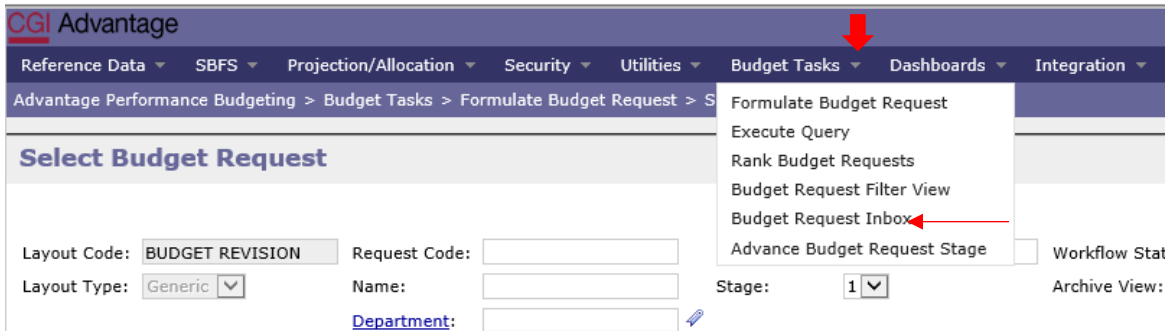 CGI Advantage
Reference Data SBFS Projection/Allocation Security Utilities Budget Tasks Dashboards Integration
Advantage Performance Budgeting > Budget Tasks > Formulate Budget Request > S
Formulate Budget Request
Execute Query
Rank Budget Requests
Budget Request Filter View
Budget Request Inbox
Advance Budget Request Stage
Select Budget Request
Layout Code: BUDGET REVISION Request Code: Workflow Stat
Layout Type: Generic Name: Stage: 1 Archive View:
Department: